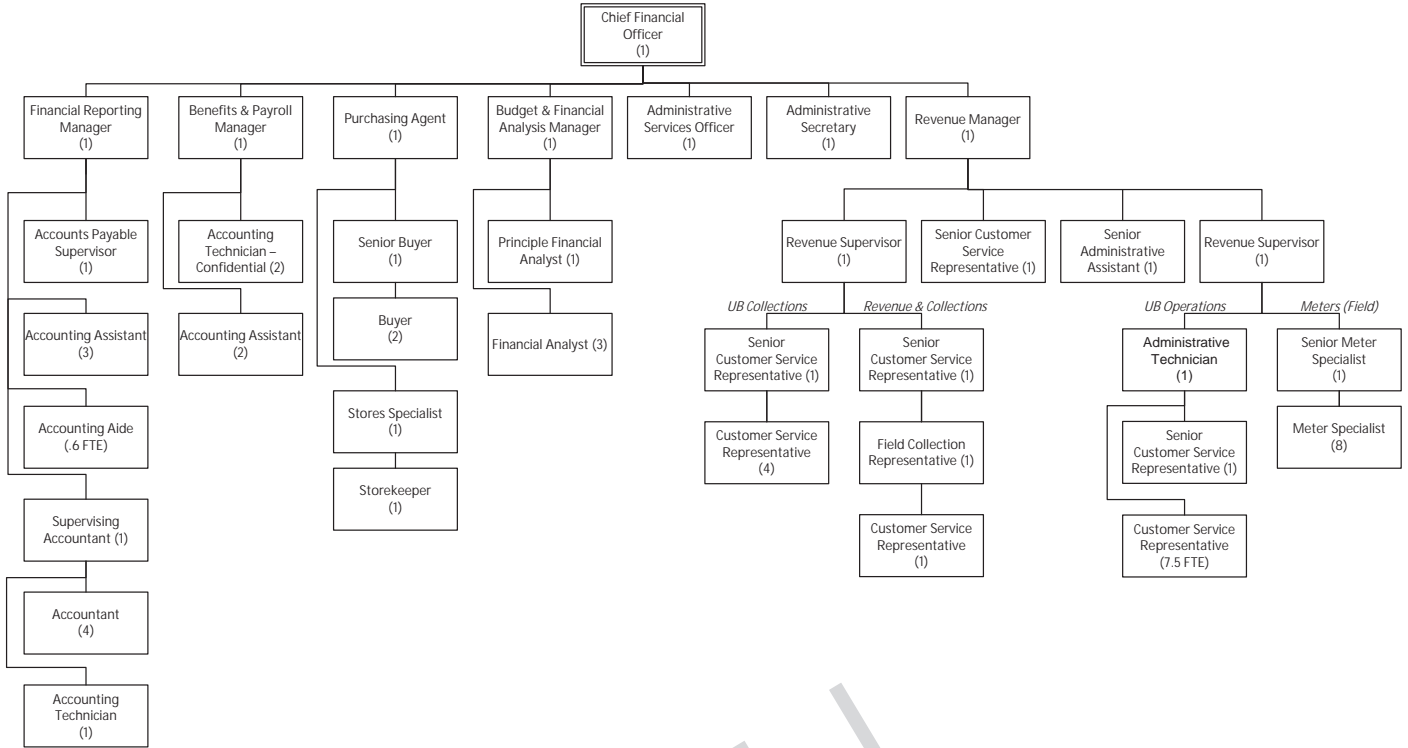 Chief Financial
Officer
(1)
Financial Reporting
Manager
(1)
Benefits & Payroll
Manager
(1)
Purchasing Agent
(1)
Budget & Financial
Analysis Manager
(1)
Administrative
Services Officer
(1)
Administrative
Secretary
(1)
Revenue Manager
(1)
Accounts Payable
Supervisor
(1)
Accounting
Technician –
Confidential (2)
Senior Buyer
(1)
Principle Financial
Analyst (1)
Revenue Supervisor
(1)
Senior Customer
Service
Representative (1)
Senior
Administrative
Assistant (1)
Revenue Supervisor
(1)
UB Collections
Revenue & Collections
UB Operations
Meters (Field)
Accounting Assistant
(3)
Accounting Assistant
(2)
Buyer
(2)
Financial Analyst (3)
Senior
Customer Service
Representative (1)
Senior
Customer Service
Representative (1)
Administrative
Technician
(1)
Senior Meter
Specialist
(1)
Accounting Aide
(.6 FTE)
Stores Specialist
(1)
Customer Service
Representative
(4)
Field Collection
Representative (1)
Senior
Customer Service
Representative (1)
Meter Specialist
(8)
Storekeeper
(1)
Supervising
Accountant (1)
Customer Service
Representative
(1)
Customer Service
Representative
(7.5 FTE)
Accountant
(4)
Accounting
Technician
(1)